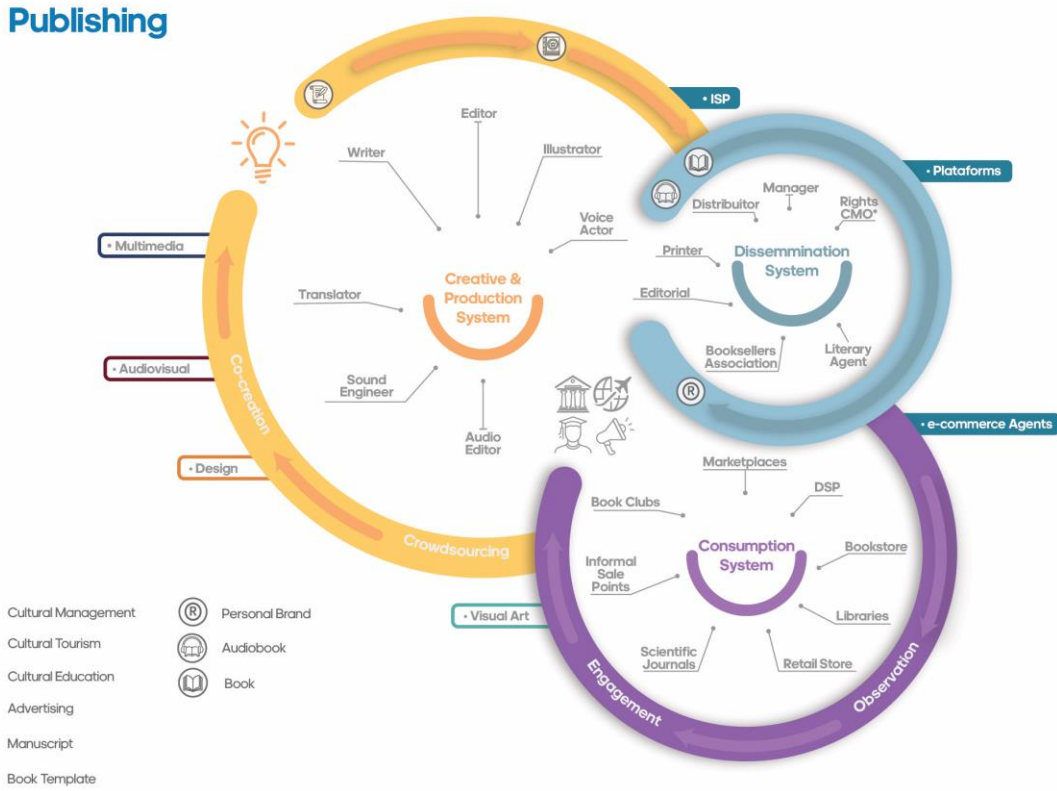 Publishing
• ISP
Editor
Writer
Illustrator
• Plataforms
Manager
Distribuitor
Rights
CMO*
Voice
Actor
• Multimedia
Printer
Dissemmination
System
Creative &
Production
System
Translator
Editorial
Booksellers
Association
Literary
Agent
• Audiovisual
Co-creation
Sound
Engineer
®
• e-commerce Agents
Audio
Editor
• Design
Marketplaces
DSP
Book Clubs
Crowdsourcing
Consumption
System
Bookstore
Informal
Sale
Points
• Visual Art
Libraries
Scientific
Journals
Retail Store
Engagement
Observation
Cultural Management
® Personal Brand
Cultural Tourism
Audiobook
Cultural Education
Book
Advertising
Manuscript
Book Template